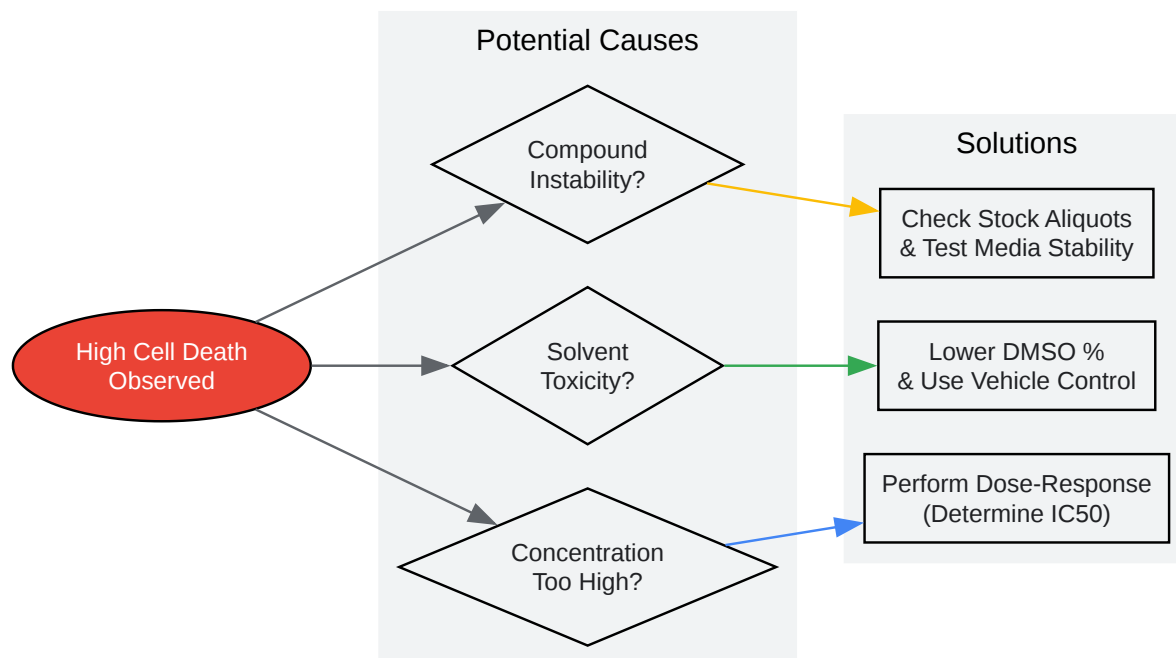 Potential Causes
Compound
Instability?
Solutions
Check Stock Aliquots
& Test Media Stability
High Cell Death
Observed
Solvent
Toxicity?
Lower DMSO %
& Use Vehicle Control
Concentration
Too High?
Perform Dose-Response
(Determine IC50)